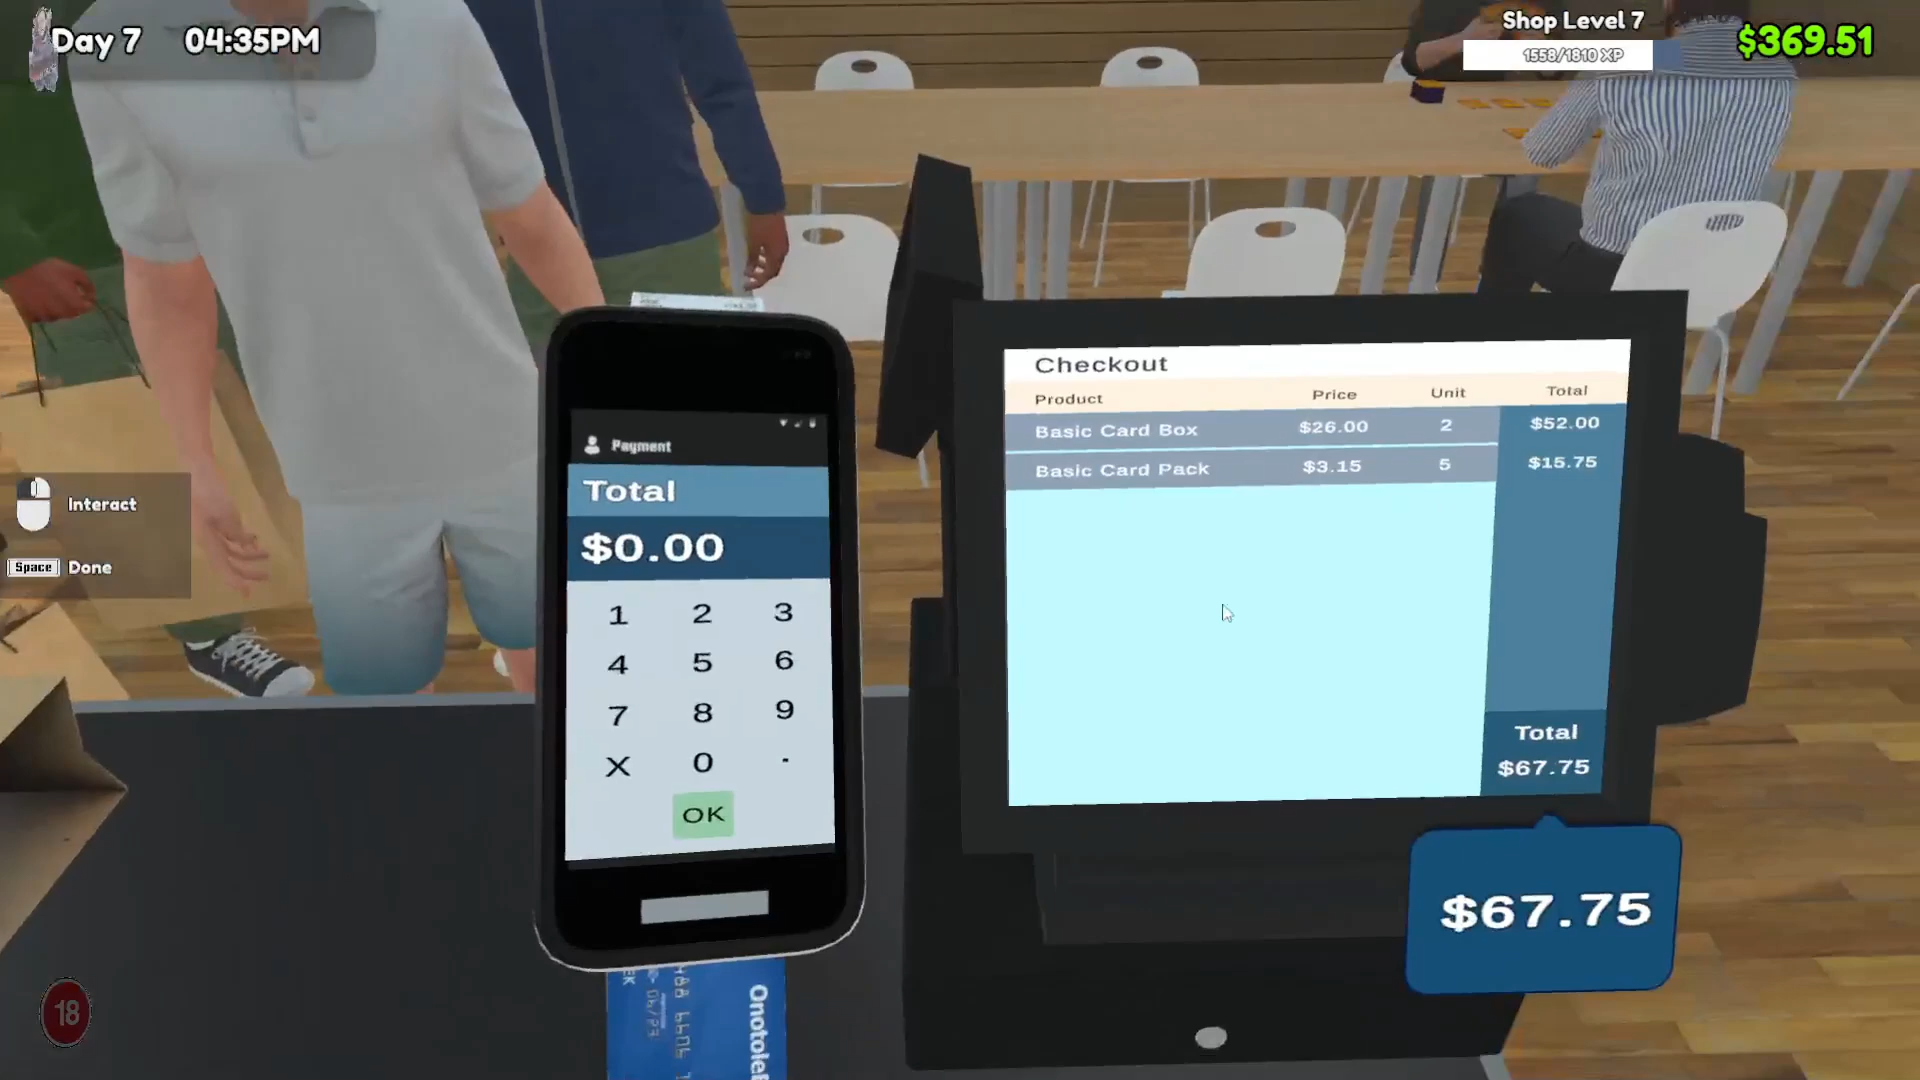 Day 7 04:35PM
Shop Level 7
1558/1810 XP
$369.51
Interact
Space Done
Payment
Total
$0.00
1 2 3
4 5 6
7 8 9
X 0 .
OK
Checkout
Product Price Unit Total
Basic Card Box $26.00 2 $52.00
Basic Card Pack $3.15 5 $15.75
Total
$67.75
$67.75
18